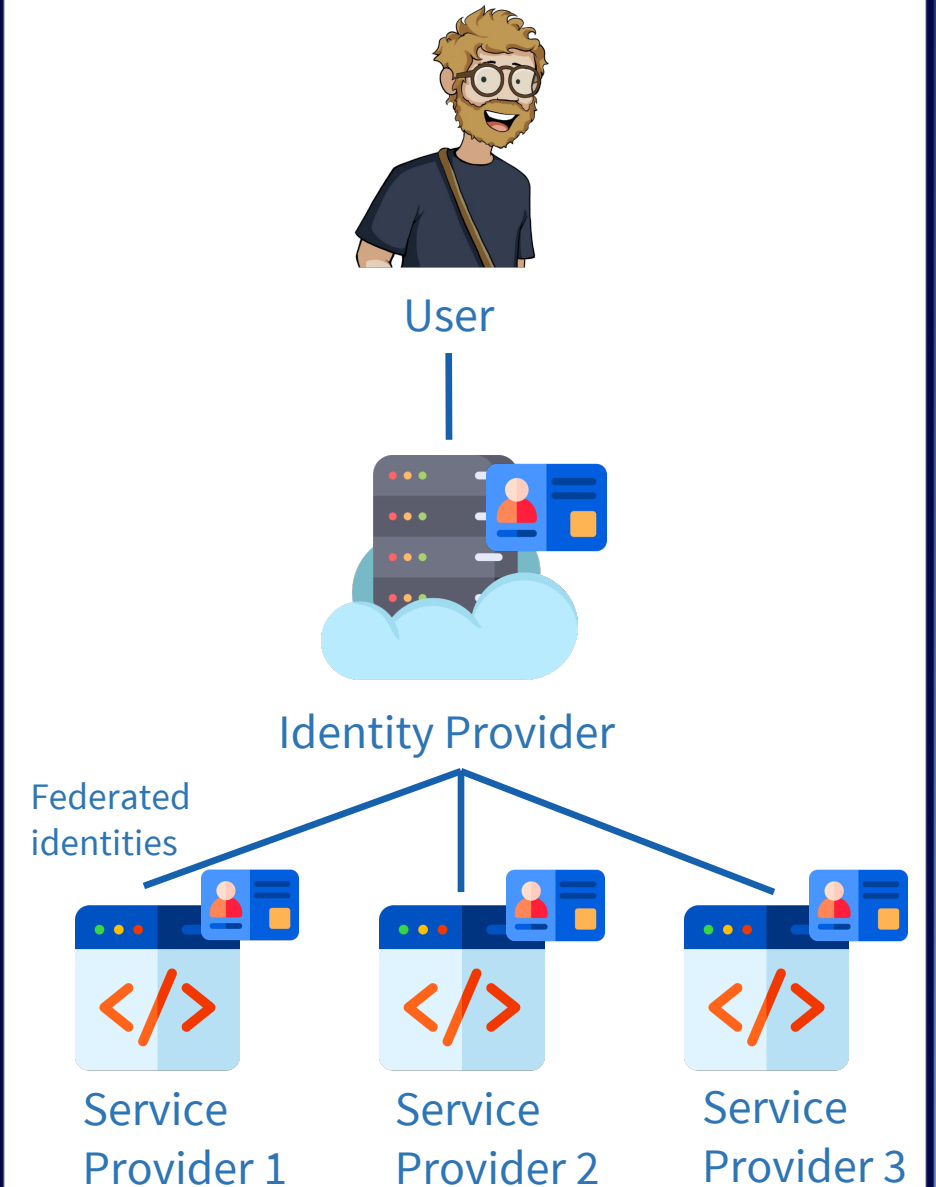 User
Identity Provider
Federated
identities
Service
Provider 1
Service
Provider 2
Service
Provider 3